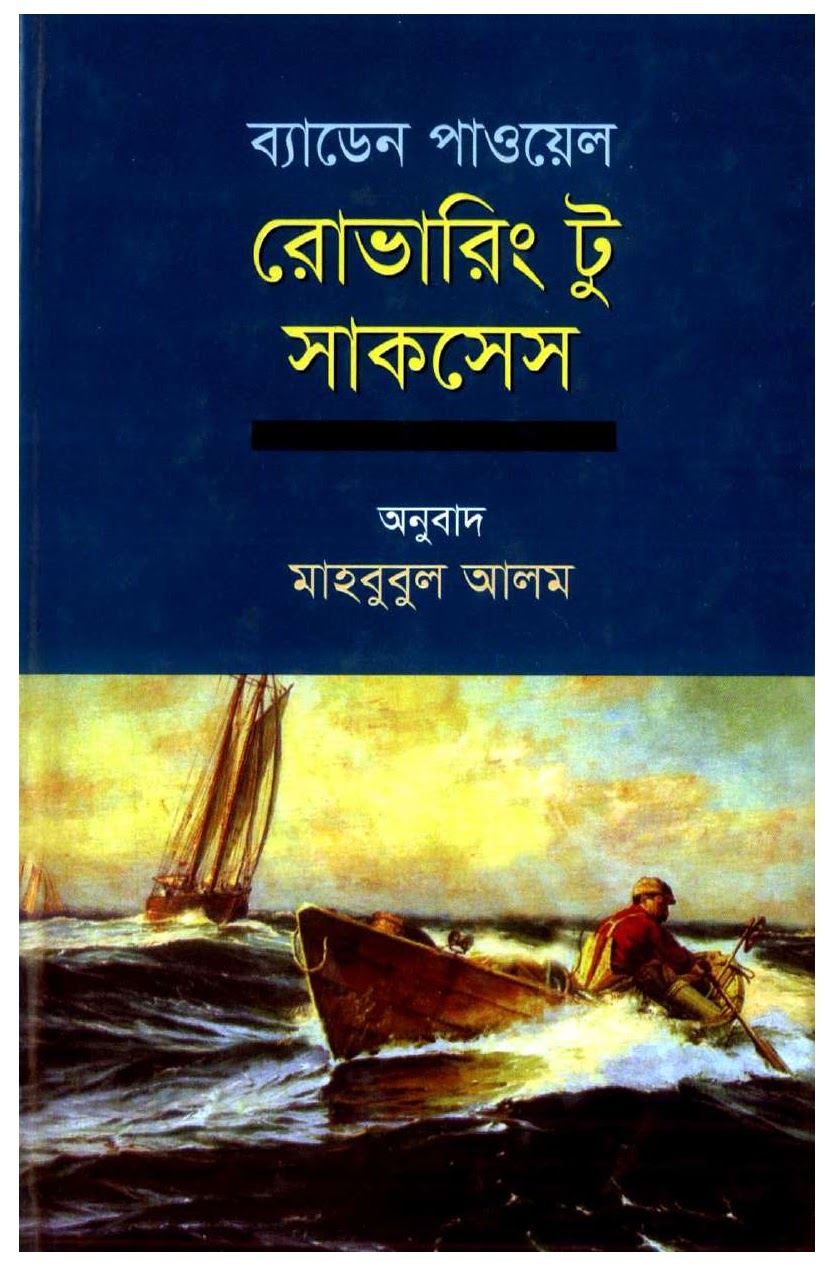 ব্যাডেন পাওয়েল
রোভারিং টু
সাকসেস
অনুবাদ
মাহবুবুল আলম